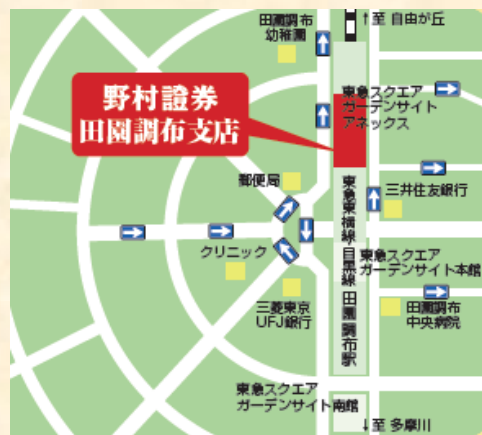 田園調布
幼稚園
↑至 自由が丘
野村證券
田園調布支店
東急スクエア
ガーデンサイト
アネックス
郵便局
三井住友銀行
東急東横線 目黒線 田園調布駅
クリニック
東急スクエア
ガーデンサイト本館
三菱東京
UFJ銀行
田園調布
中央病院
東急スクエア
ガーデンサイト南館
↓至 多摩川